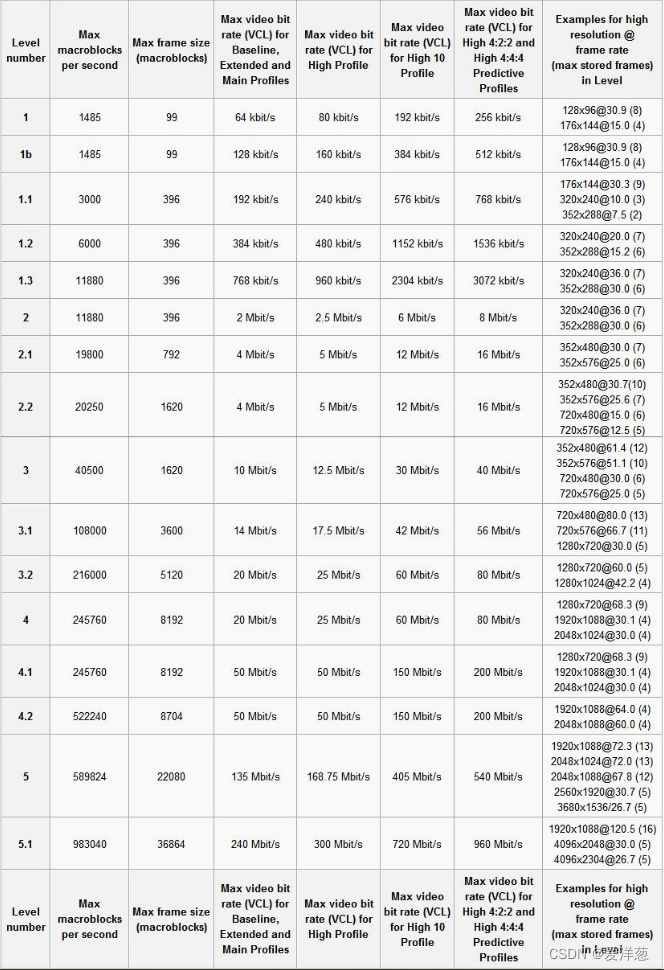 Level number | Max macroblocks per second | Max frame size (macroblocks) | Max video bit rate (VCL) for Baseline, Extended and Main Profiles | Max video bit rate (VCL) for High Profile | Max video bit rate (VCL) for High 10 Profile | Max video bit rate (VCL) for High 4:2:2 and High 4:4:4 Predictive Profiles | Examples for high resolution @ frame rate (max stored frames) in Level
1 | 1485 | 99 | 64 kbit/s | 80 kbit/s | 192 kbit/s | 256 kbit/s | 128x96@30.9 (8)
176x144@15.0 (4)
1b | 1485 | 99 | 128 kbit/s | 160 kbit/s | 384 kbit/s | 512 kbit/s | 128x96@30.9 (8)
176x144@15.0 (4)
1.1 | 3000 | 396 | 192 kbit/s | 240 kbit/s | 576 kbit/s | 768 kbit/s | 176x144@30.3 (9)
320x240@10.0 (3)
352x288@7.5 (2)
1.2 | 6000 | 396 | 384 kbit/s | 480 kbit/s | 1152 kbit/s | 1536 kbit/s | 320x240@20.0 (7)
352x288@15.2 (6)
1.3 | 11880 | 396 | 768 kbit/s | 960 kbit/s | 2304 kbit/s | 3072 kbit/s | 320x240@36.0 (7)
352x288@30.0 (6)
2 | 11880 | 396 | 2 Mbit/s | 2.5 Mbit/s | 6 Mbit/s | 8 Mbit/s | 320x240@36.0 (7)
352x288@30.0 (6)
2.1 | 19800 | 792 | 4 Mbit/s | 5 Mbit/s | 12 Mbit/s | 16 Mbit/s | 352x480@30.0 (7)
352x576@25.0 (6)
2.2 | 20250 | 1620 | 4 Mbit/s | 5 Mbit/s | 12 Mbit/s | 16 Mbit/s | 352x480@30.7(10)
352x576@25.6 (7)
720x480@15.0 (6)
720x576@12.5 (5)
3 | 40500 | 1620 | 10 Mbit/s | 12.5 Mbit/s | 30 Mbit/s | 40 Mbit/s | 352x480@61.4 (12)
352x576@51.1 (10)
720x480@30.0 (6)
720x576@25.0 (5)
3.1 | 108000 | 3600 | 14 Mbit/s | 17.5 Mbit/s | 42 Mbit/s | 56 Mbit/s | 720x480@80.0 (13)
720x576@66.7 (11)
1280x720@30.0 (5)
3.2 | 216000 | 5120 | 20 Mbit/s | 25 Mbit/s | 60 Mbit/s | 80 Mbit/s | 1280x720@60.0 (5)
1280x1024@42.2 (4)
4 | 245760 | 8192 | 20 Mbit/s | 25 Mbit/s | 60 Mbit/s | 80 Mbit/s | 1280x720@68.3 (9)
1920x1088@30.1 (4)
2048x1024@30.0 (4)
4.1 | 245760 | 8192 | 50 Mbit/s | 50 Mbit/s | 150 Mbit/s | 200 Mbit/s | 1280x720@68.3 (9)
1920x1088@30.1 (4)
2048x1024@30.0 (4)
4.2 | 522240 | 8704 | 50 Mbit/s | 50 Mbit/s | 150 Mbit/s | 200 Mbit/s | 1920x1088@64.0 (4)
2048x1088@60.0 (4)
5 | 589824 | 22080 | 135 Mbit/s | 168.75 Mbit/s | 405 Mbit/s | 540 Mbit/s | 1920x1088@72.3 (13)
2048x1024@72.0 (13)
2048x1088@67.8 (12)
2560x1920@30.7 (5)
3680x1536/26.7 (5)
5.1 | 983040 | 36864 | 240 Mbit/s | 300 Mbit/s | 720 Mbit/s | 960 Mbit/s | 1920x1088@120.5 (16)
4096x2048@30.0 (5)
4096x2304@26.7 (5)
Level number | Max macroblocks per second | Max frame size (macroblocks) | Max video bit rate (VCL) for Baseline, Extended and Main Profiles | Max video bit rate (VCL) for High Profile | Max video bit rate (VCL) for High 10 Profile | Max video bit rate (VCL) for High 4:2:2 and High 4:4:4 Predictive Profiles | Examples for high resolution @ frame rate (max stored frames) in Level
CSDN @爱洋葱